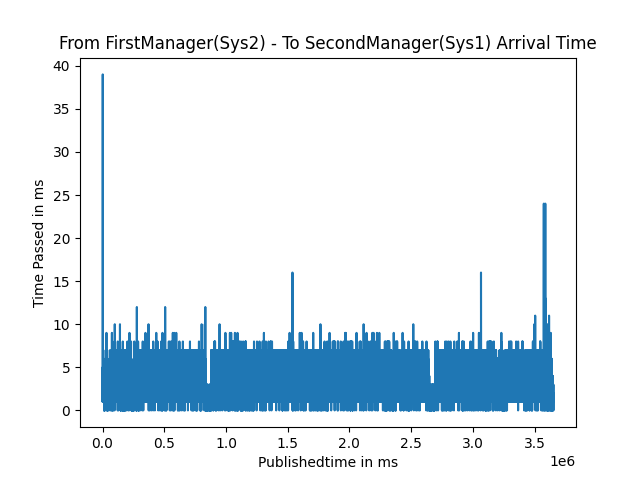 From FirstManager(Sys2) - To SecondManager(Sys1) Arrival Time
40
35
30
25
20
15
10
5
0
Time Passed in ms
0.0 0.5 1.0 1.5 2.0 2.5 3.0 3.5
1e6
Publishedtime in ms